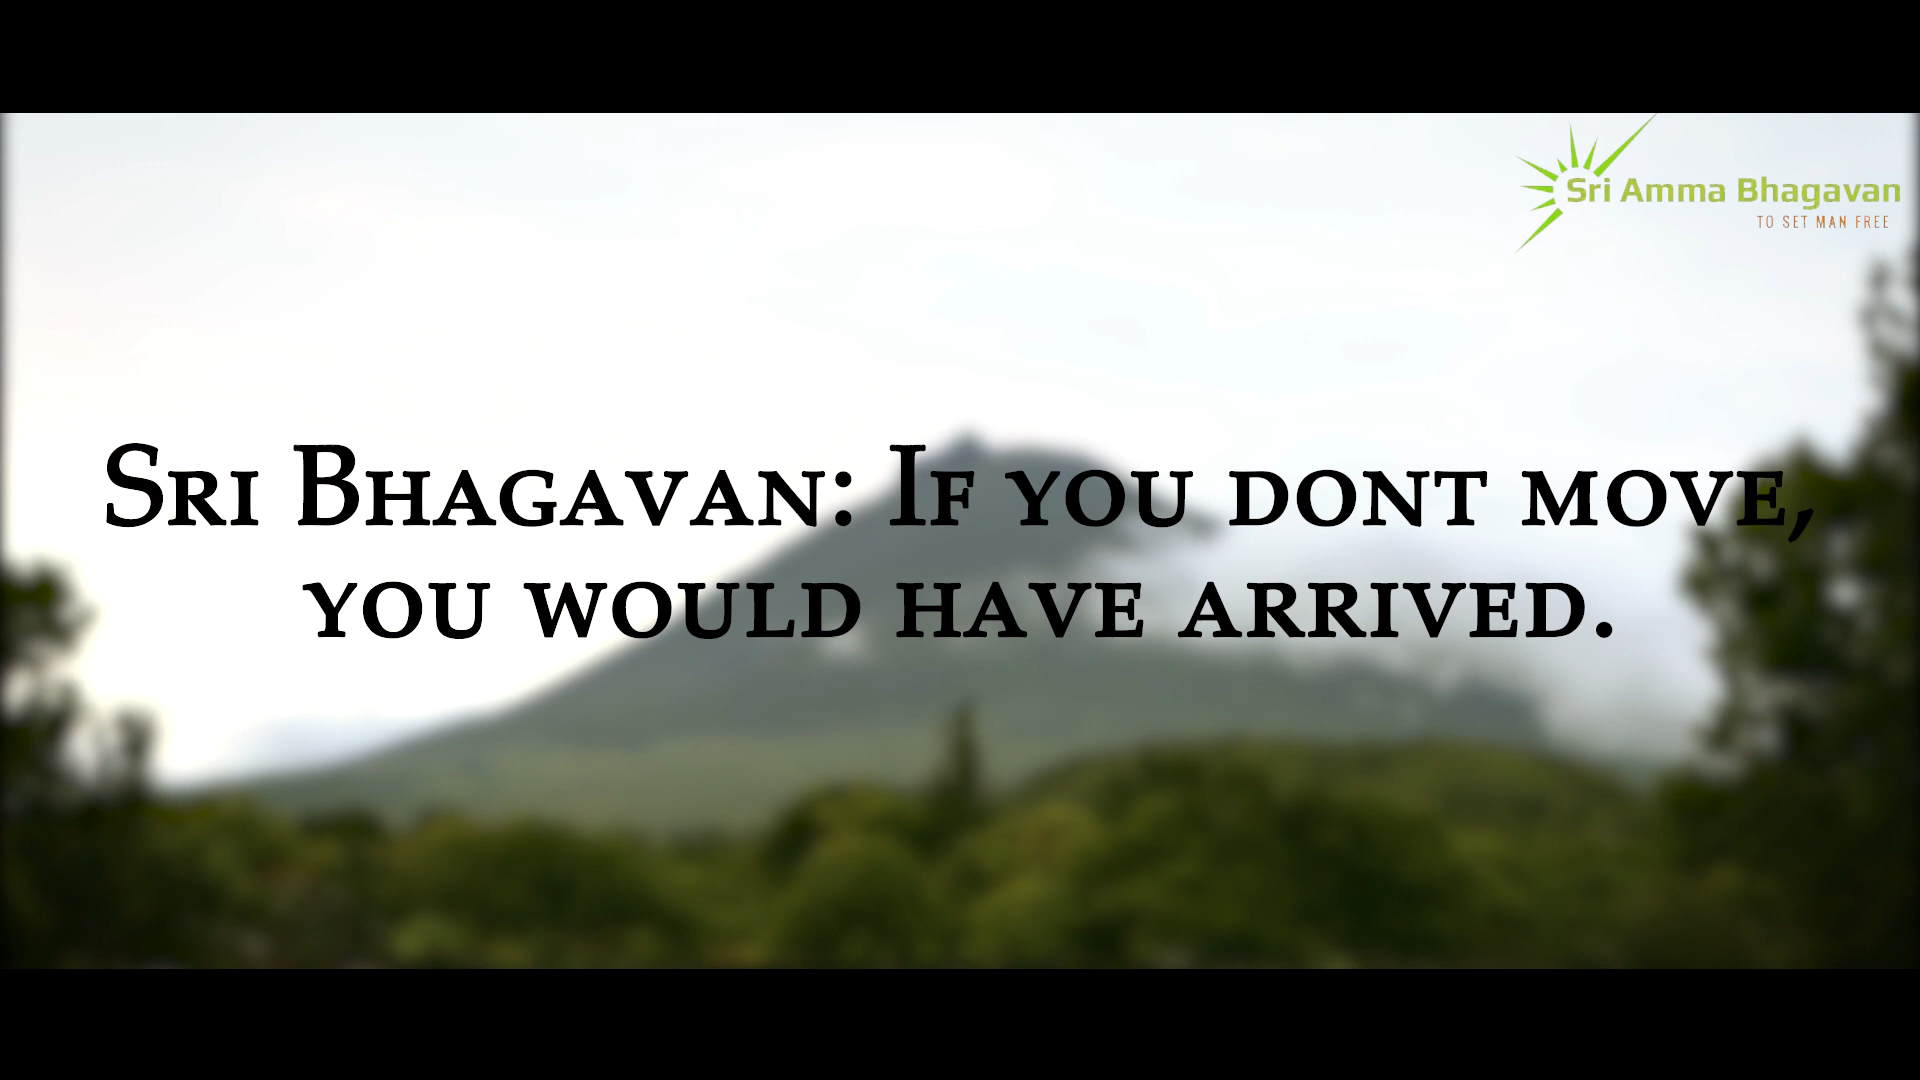 Sri Amma Bhagavan
TO SET MAN FREE
Sri Bhagavan: If you dont move,
you would have arrived.